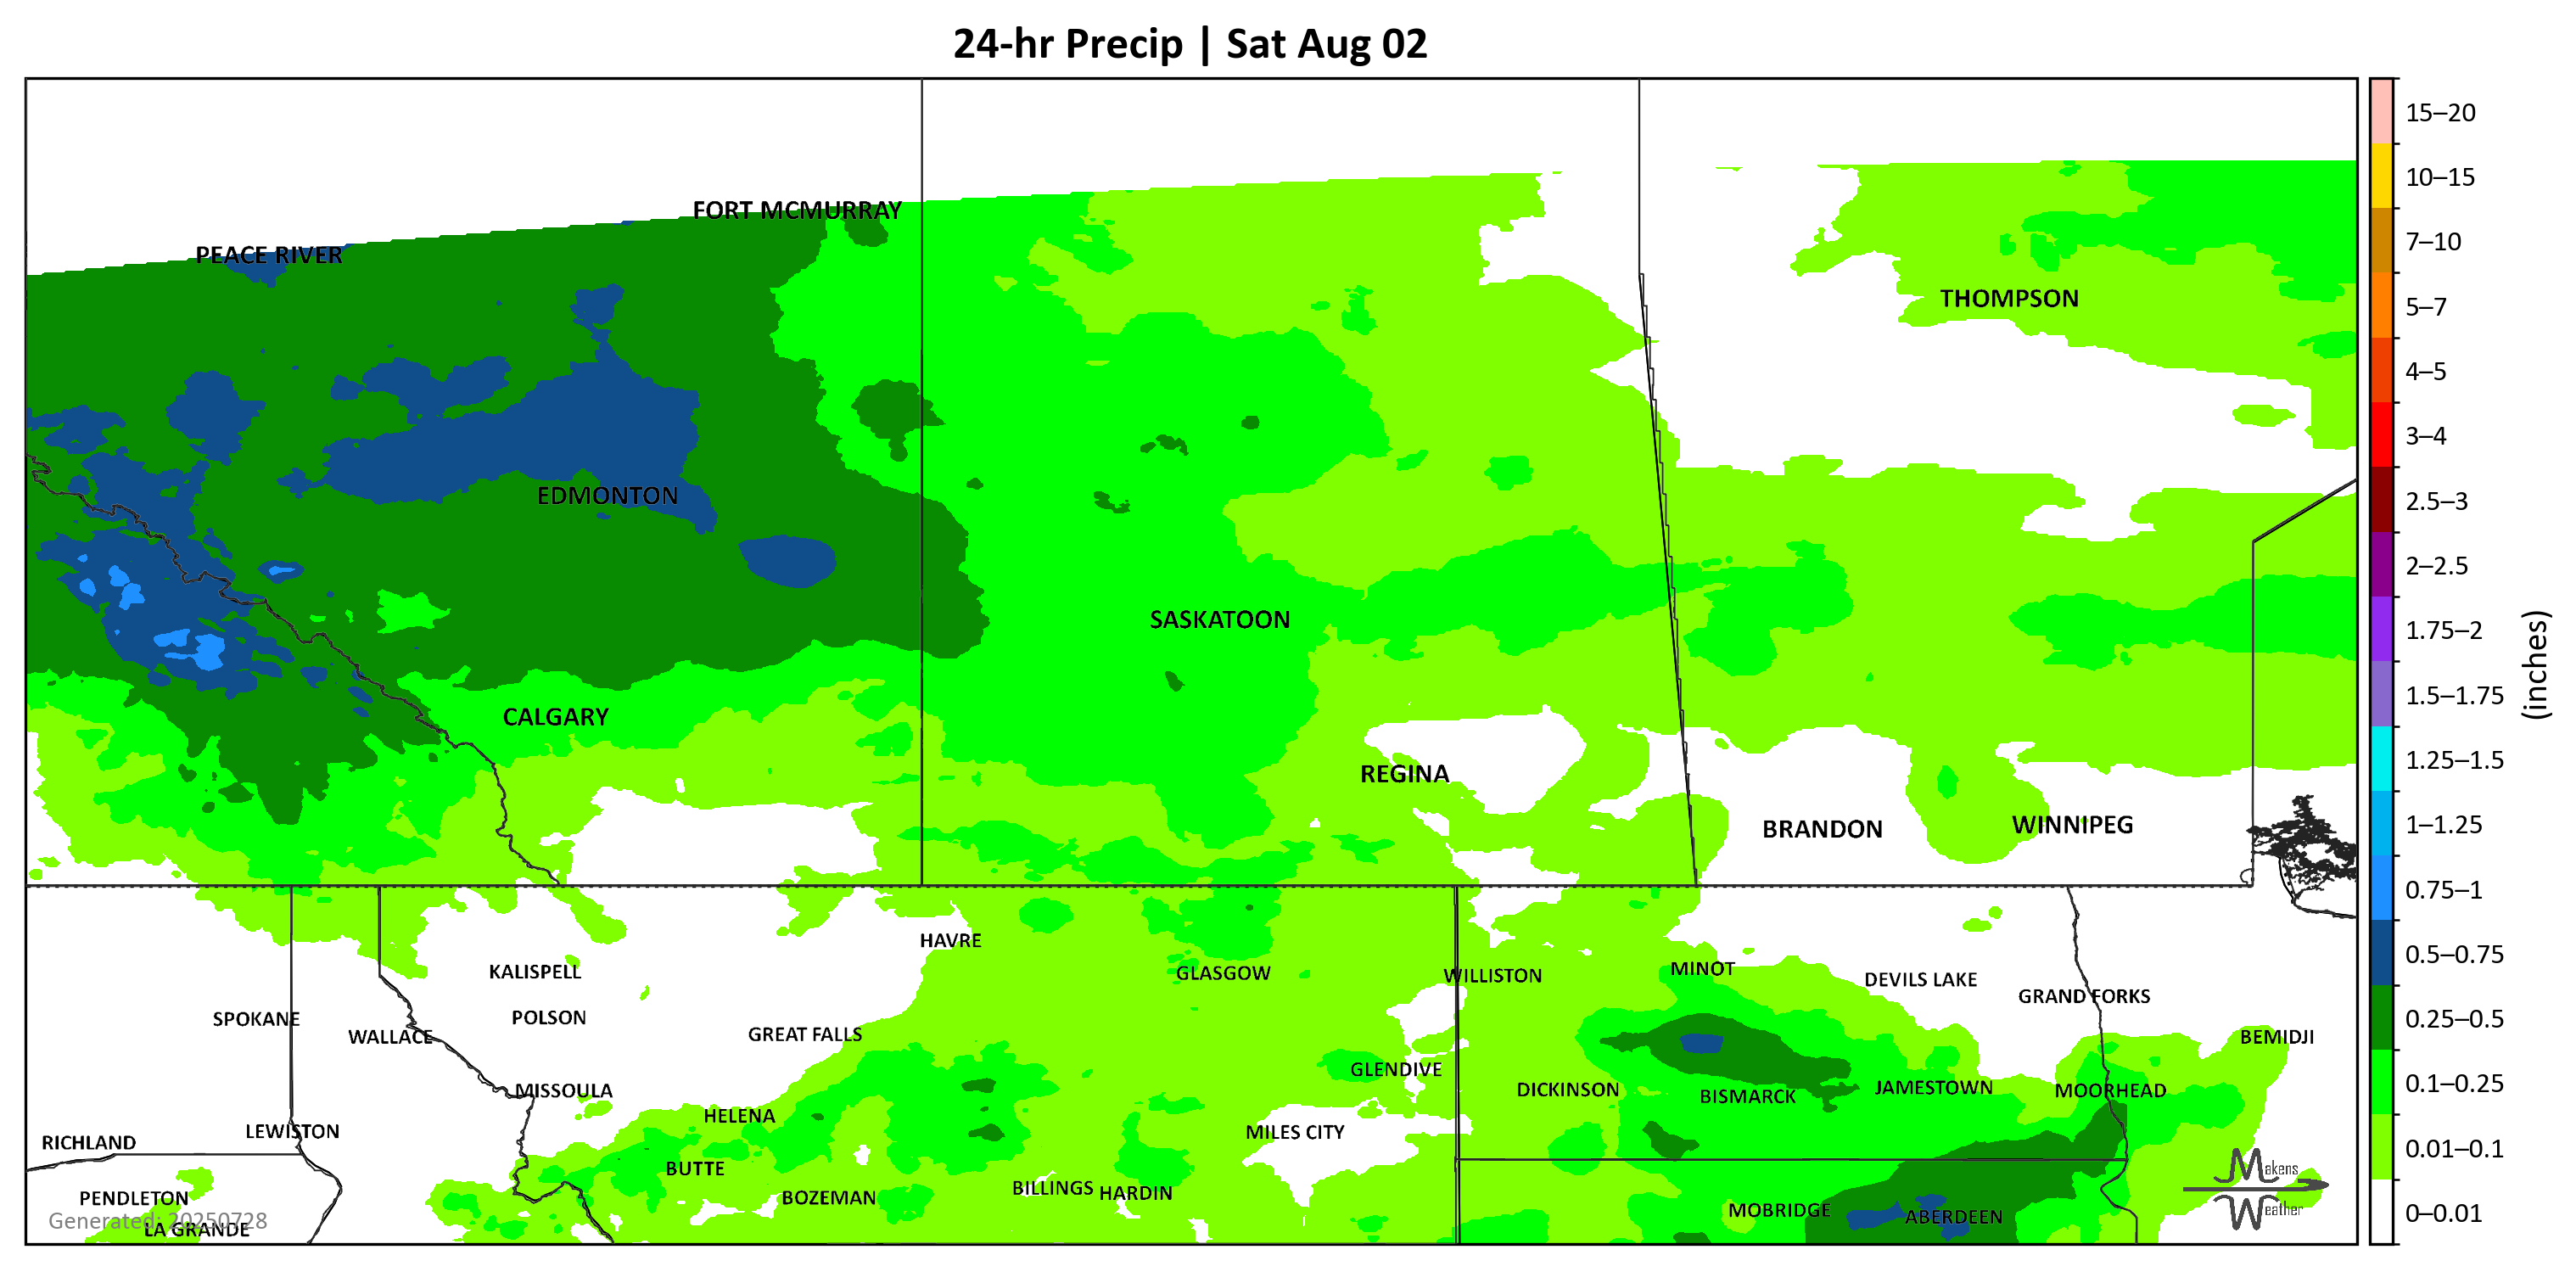 24-hr Precip | Sat Aug 02
FORT MCMURRAY
PEACE RIVER
THOMPSON
EDMONTON
SASKATOON
CALGARY
REGINA
BRANDON
WINNIPEG
HAVRE
KALISPELL
GLASGOW
WILLISTON
MINOT
DEVILS LAKE
GRAND FORKS
SPOKANE
POLSON
WALLACE
GREAT FALLS
BEMIDJI
GLENDIVE
MISSOULA
DICKINSON
BISMARCK
JAMESTOWN
MOORHEAD
HELENA
LEWISTON
MILES CITY
RICHLAND
BUTTE
PENDLETON
BOZEMAN
BILLINGS
HARDIN
MOBRIDGE
ABERDEEN
Generated: 20250728
LA GRANDE
Makens
Weather
15–20
10–15
7–10
5–7
4–5
3–4
2.5–3
2–2.5
1.75–2
1.5–1.75
1.25–1.5
1–1.25
0.75–1
0.5–0.75
0.25–0.5
0.1–0.25
0.01–0.1
0–0.01
(inches)